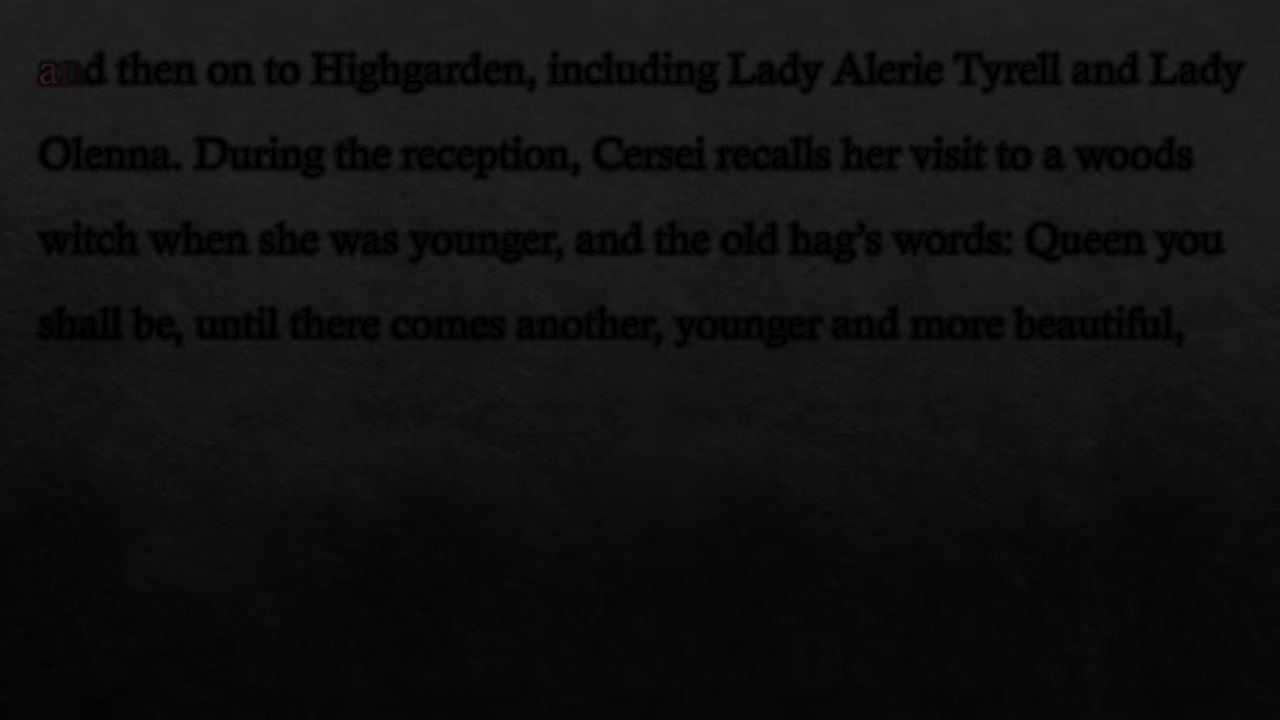 and then on to Highgarden, including Lady Alerie Tyrell and Lady
Olenna. During the reception, Cersei recalls her visit to a woods
witch when she was younger, and the old hag’s words: Queen you
shall be, until there comes another, younger and more beautiful,